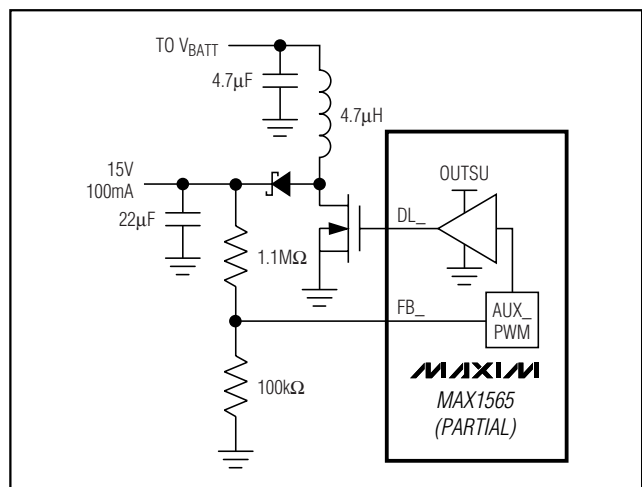 TO VBATT
4.7µF
4.7µH
15V
100mA
OUTSU
22µF
DL_
1.1MΩ
FB_
AUX_
PWM
MAXIM
100kΩ
MAX1565
(PARTIAL)